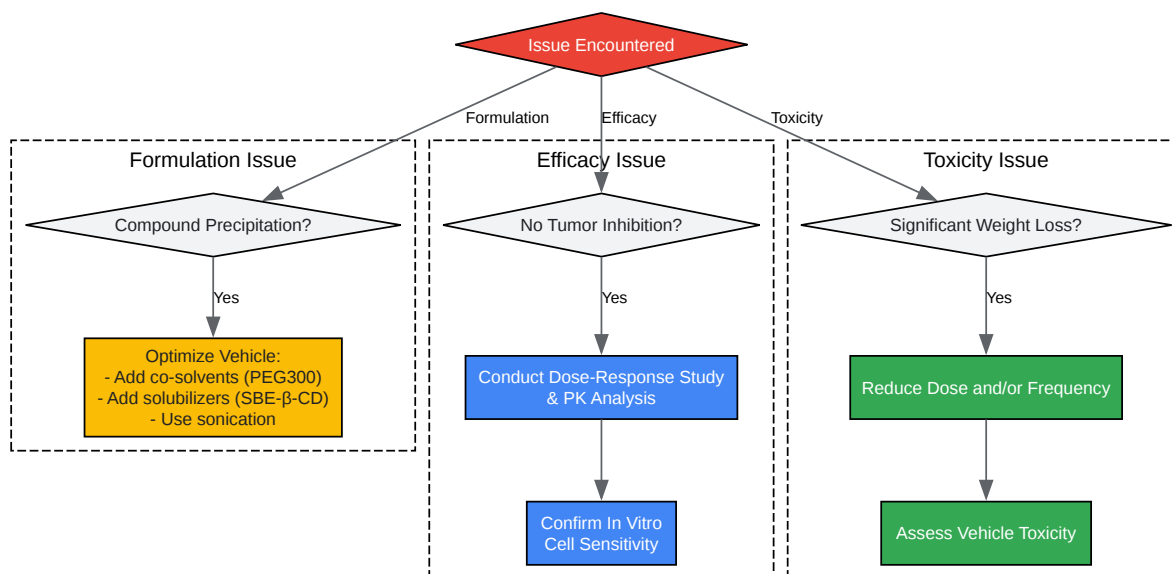 Issue Encountered
Formulation
Efficacy
Toxicity
Formulation Issue
Efficacy Issue
Toxicity Issue
Compound Precipitation?
No Tumor Inhibition?
Significant Weight Loss?
Yes
Yes
Yes
Optimize Vehicle:
- Add co-solvents (PEG300)
- Add solubilizers (SBE-β-CD)
- Use sonication
Conduct Dose-Response Study
& PK Analysis
Reduce Dose and/or Frequency
Confirm In Vitro
Cell Sensitivity
Assess Vehicle Toxicity